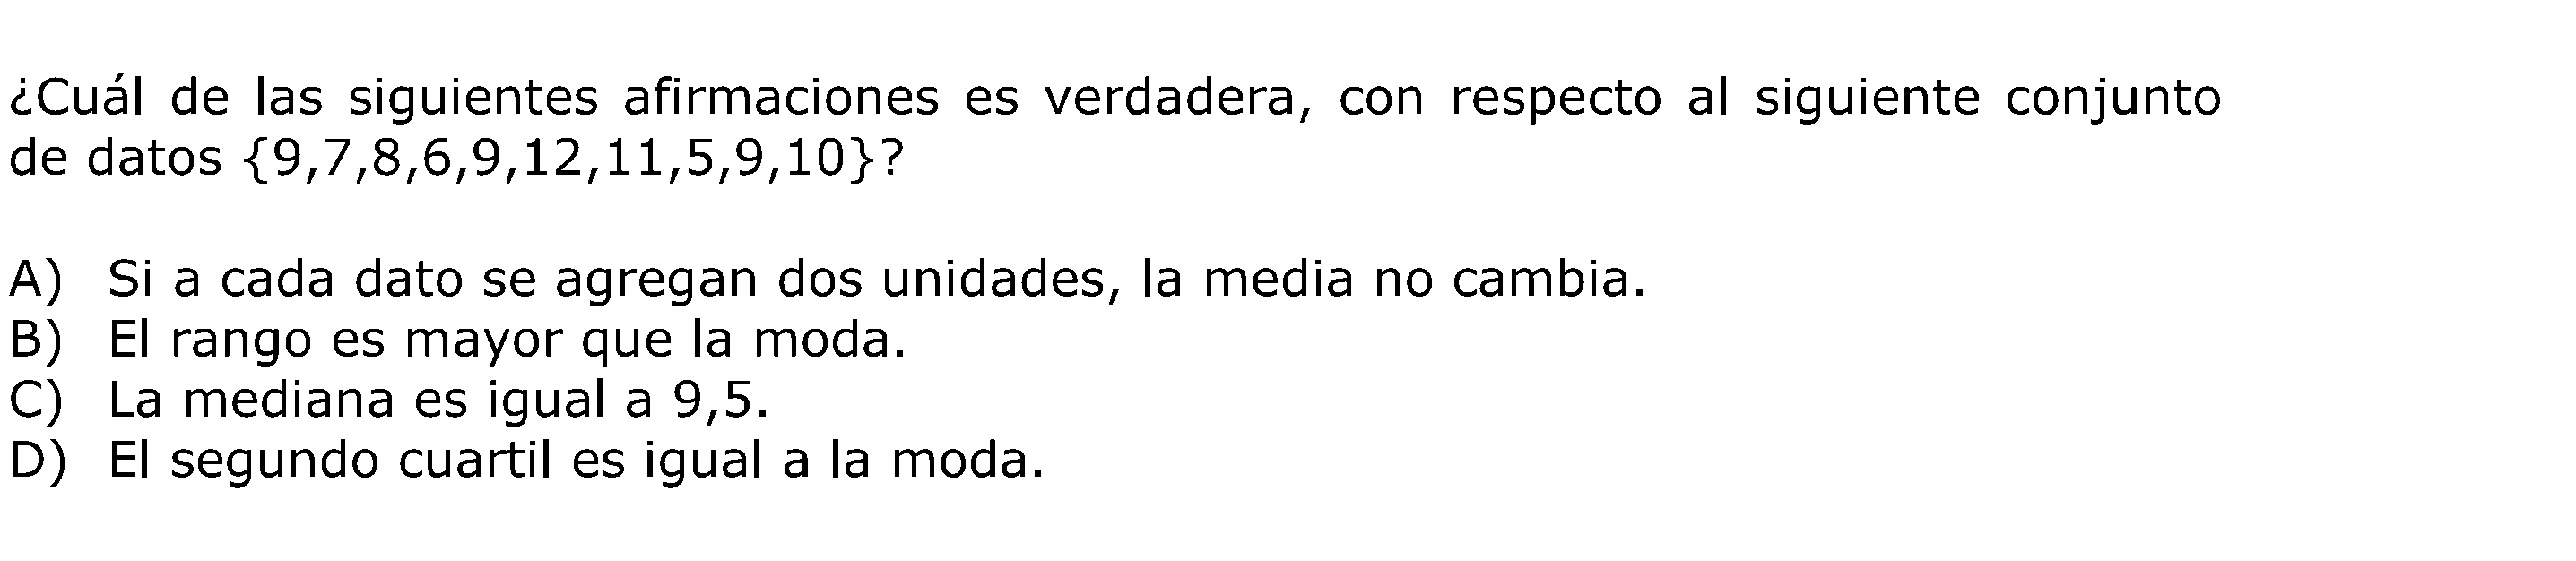 ¿Cuál de las siguientes afirmaciones es verdadera, con respecto al siguiente conjunto
de datos {9,7,8,6,9,12,11,5,9,10}?
A) Si a cada dato se agregan dos unidades, la media no cambia.
B) El rango es mayor que la moda.
C) La mediana es igual a 9,5.
D) El segundo cuartil es igual a la moda.